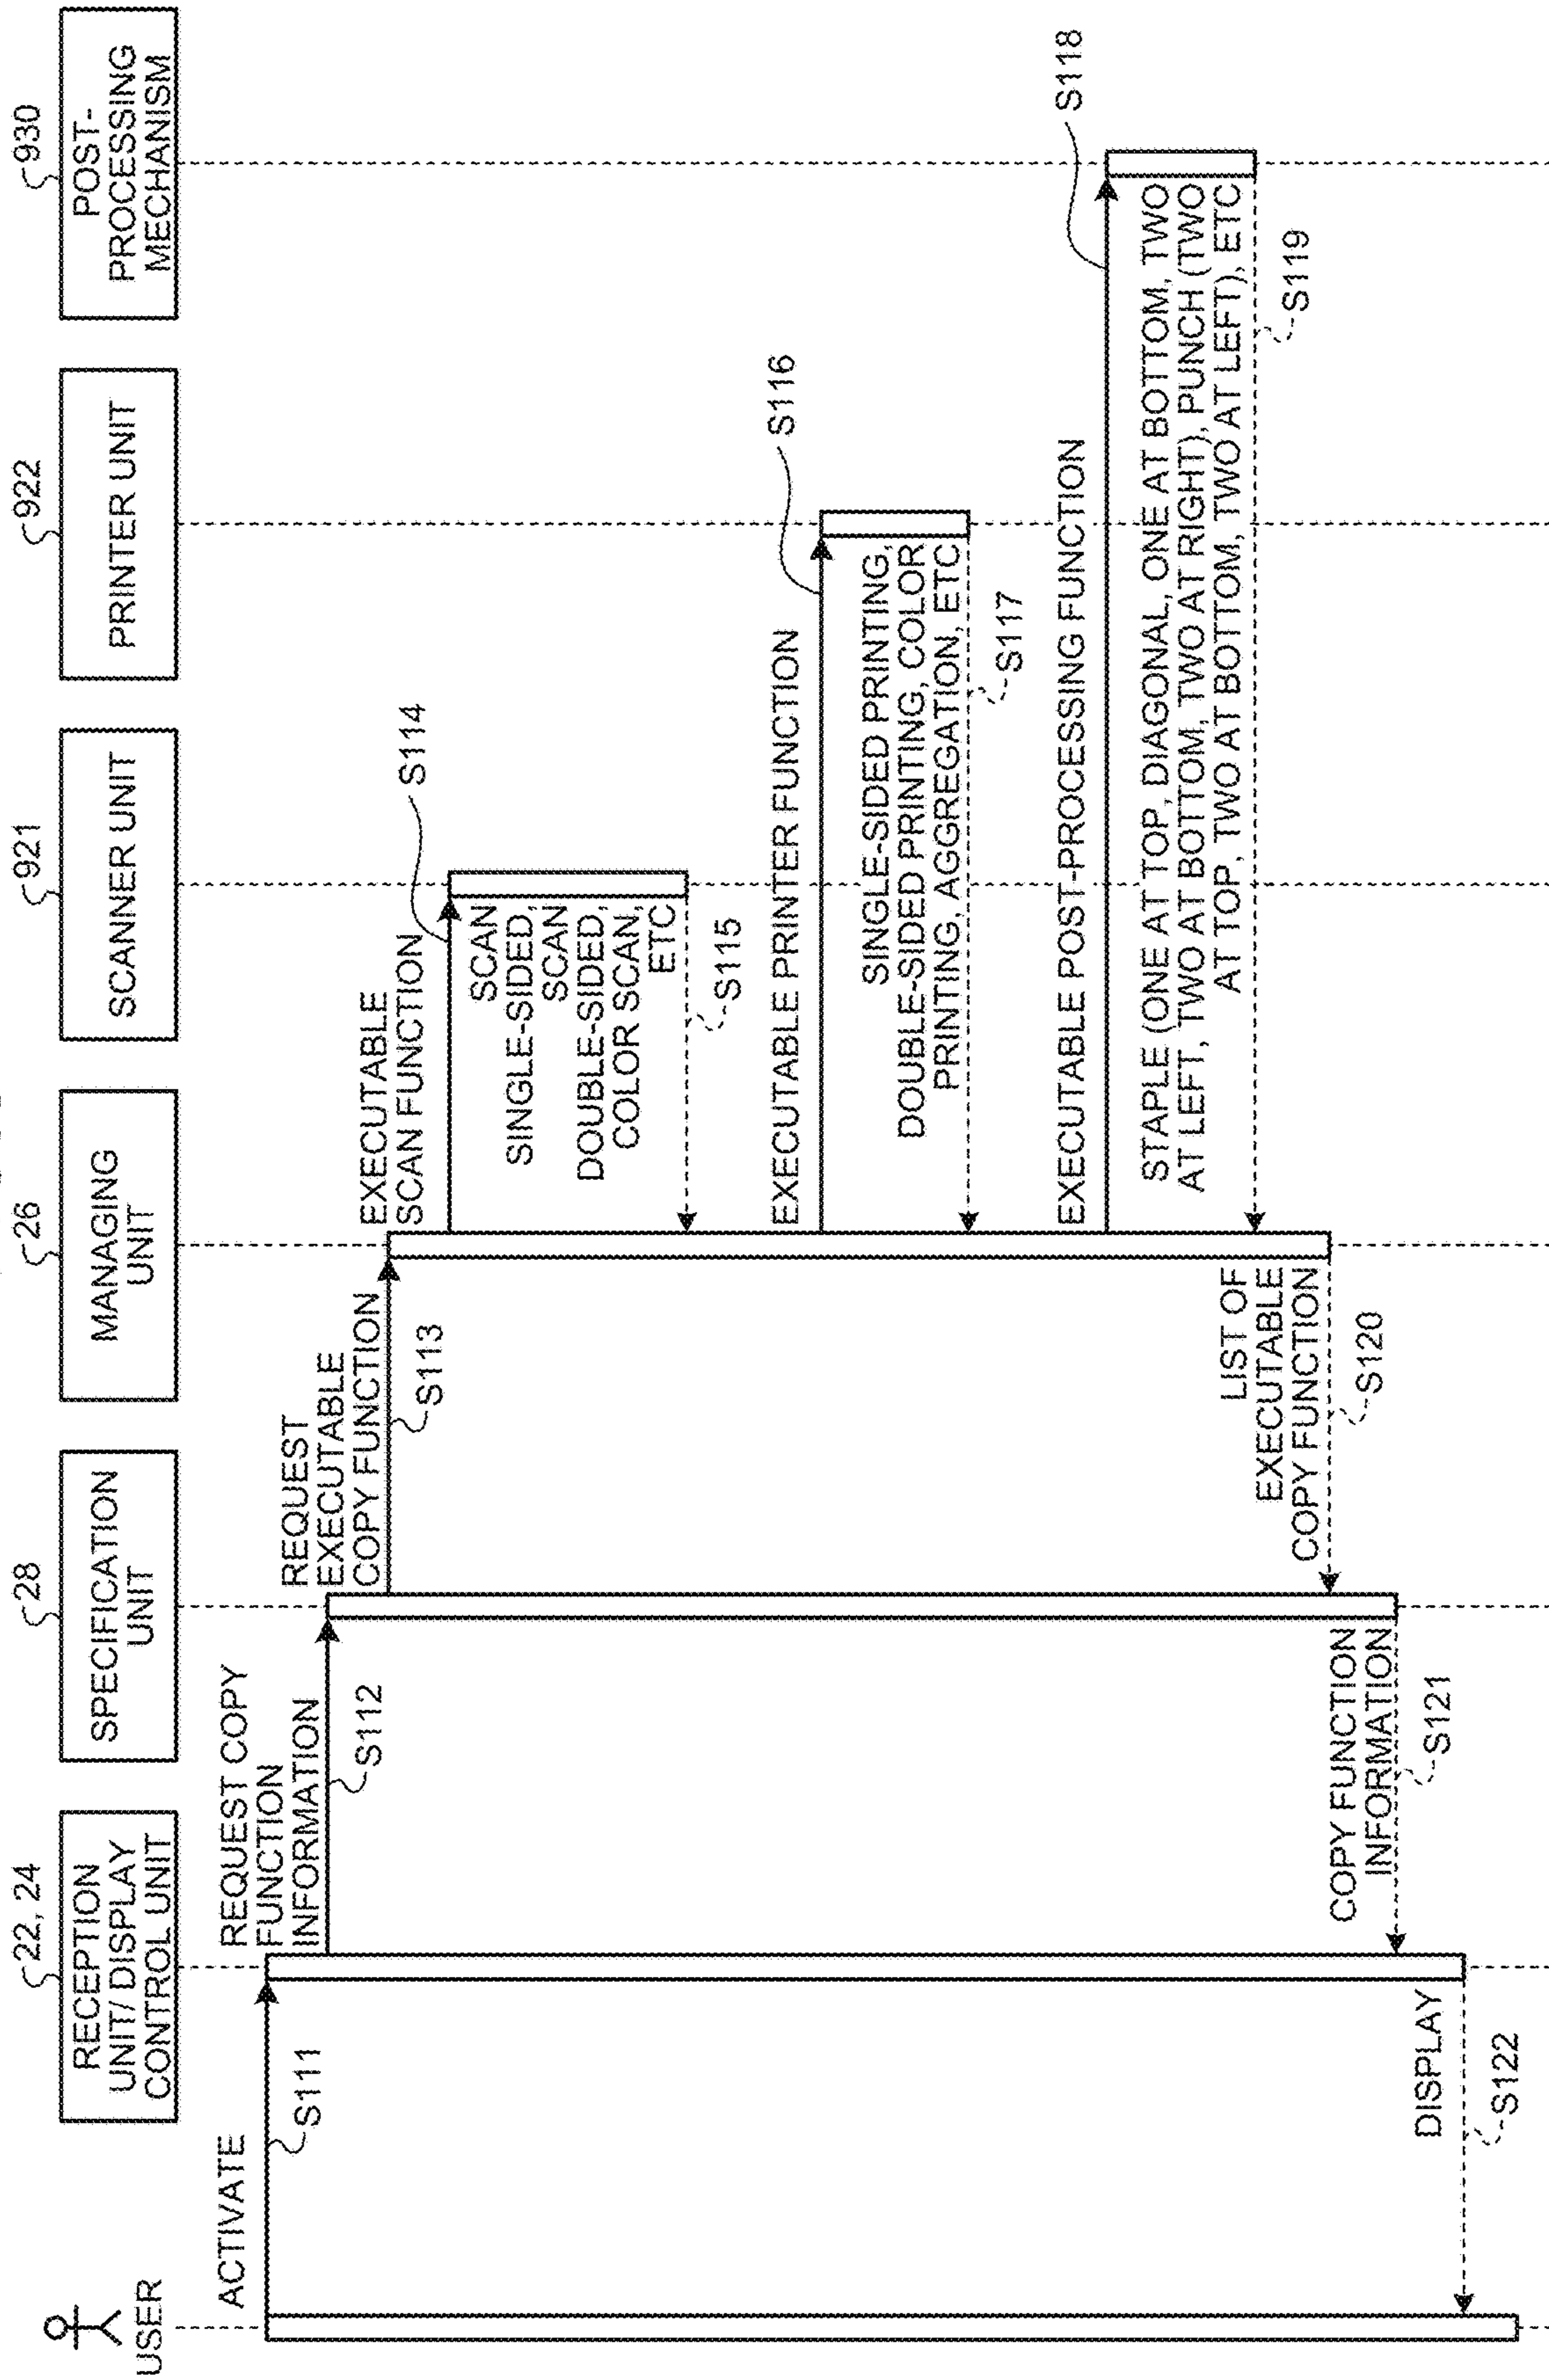 22, 24
28
26
921
922
930
USER
RECEPTION
UNIT/ DISPLAY
CONTROL UNIT
SPECIFICATION
UNIT
MANAGING
UNIT
SCANNER UNIT
PRINTER UNIT
POST-
PROCESSING
MECHANISM
ACTIVATE
S111
REQUEST COPY
FUNCTION
INFORMATION
S112
REQUEST
EXECUTABLE
COPY FUNCTION
S113
EXECUTABLE
SCAN FUNCTION
S114
SCAN
SINGLE-SIDED,
SCAN
DOUBLE-SIDED,
COLOR SCAN,
ETC
S115
EXECUTABLE PRINTER FUNCTION
S116
SINGLE-SIDED PRINTING,
DOUBLE-SIDED PRINTING, COLOR
PRINTING, AGGREGATION, ETC
S117
EXECUTABLE POST-PROCESSING FUNCTION
S118
STAPLE (ONE AT TOP, DIAGONAL, ONE AT BOTTOM, TWO
AT LEFT, TWO AT BOTTOM, TWO AT RIGHT), PUNCH (TWO
AT TOP, TWO AT BOTTOM, TWO AT LEFT), ETC
S119
LIST OF
EXECUTABLE
COPY FUNCTION
S120
COPY FUNCTION
INFORMATION
S121
DISPLAY
S122